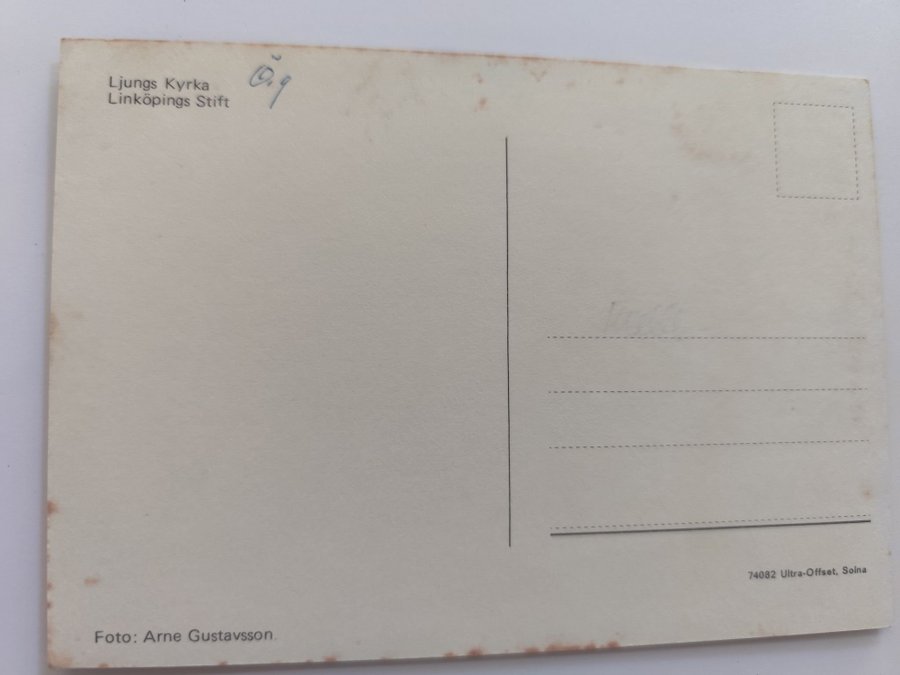 Ljungs Kyrka
Linköpings Stift
Ög
74082 Ultra-Offset, Solna
Foto: Arne Gustavsson